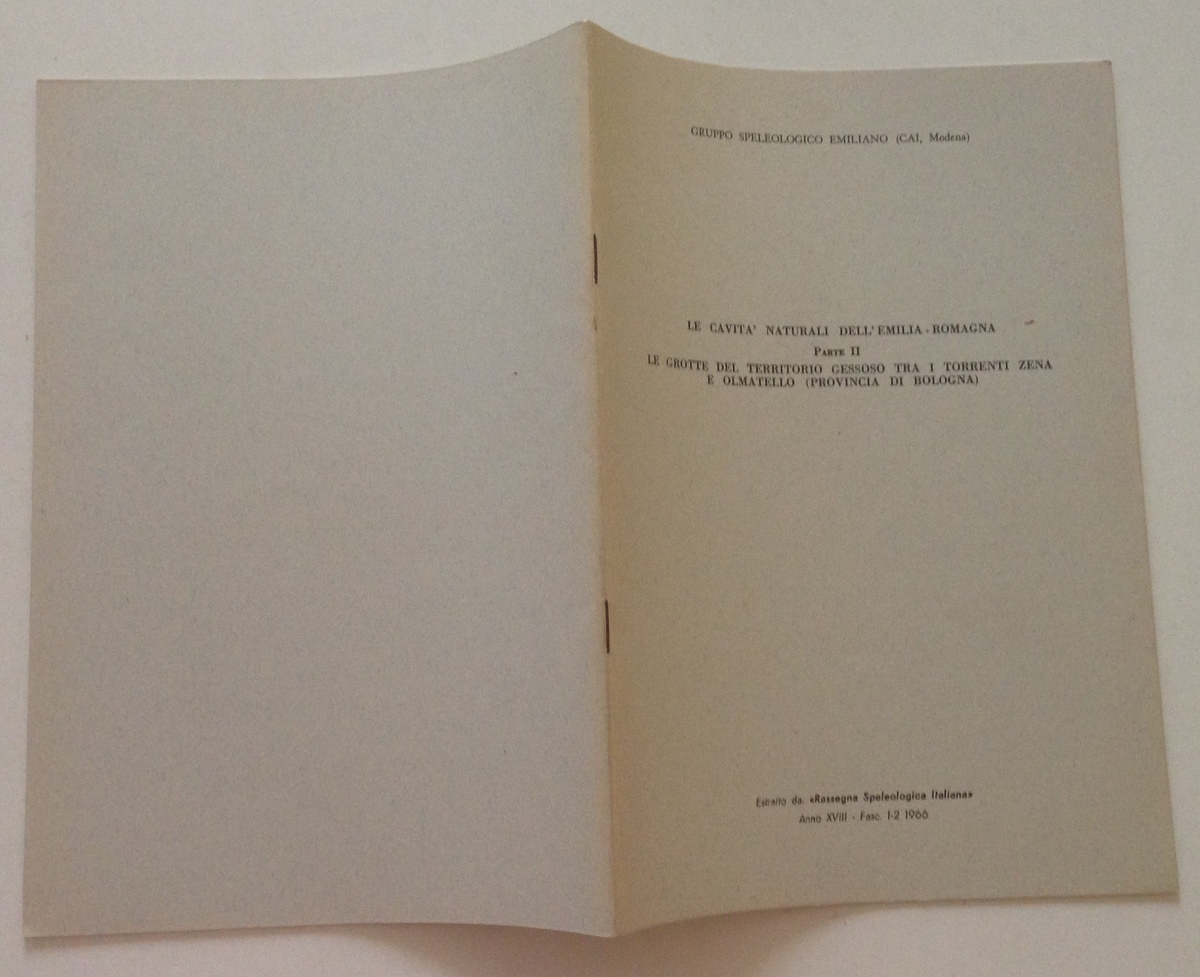 GRUPPO SPELEOLOGICO EMILIANO (CAI, Modena)
LE CAVITA' NATURALI DELL'EMILIA-ROMAGNA
PARTE II
LE GROTTE DEL TERRITORIO GESSOSO TRA I TORRENTI ZENA
E OLMATELLO (PROVINCIA DI BOLOGNA)
Estratto da: «Rassegna Speleologica Italiana»
Anno XVIII - Fasc. 1-2 1966